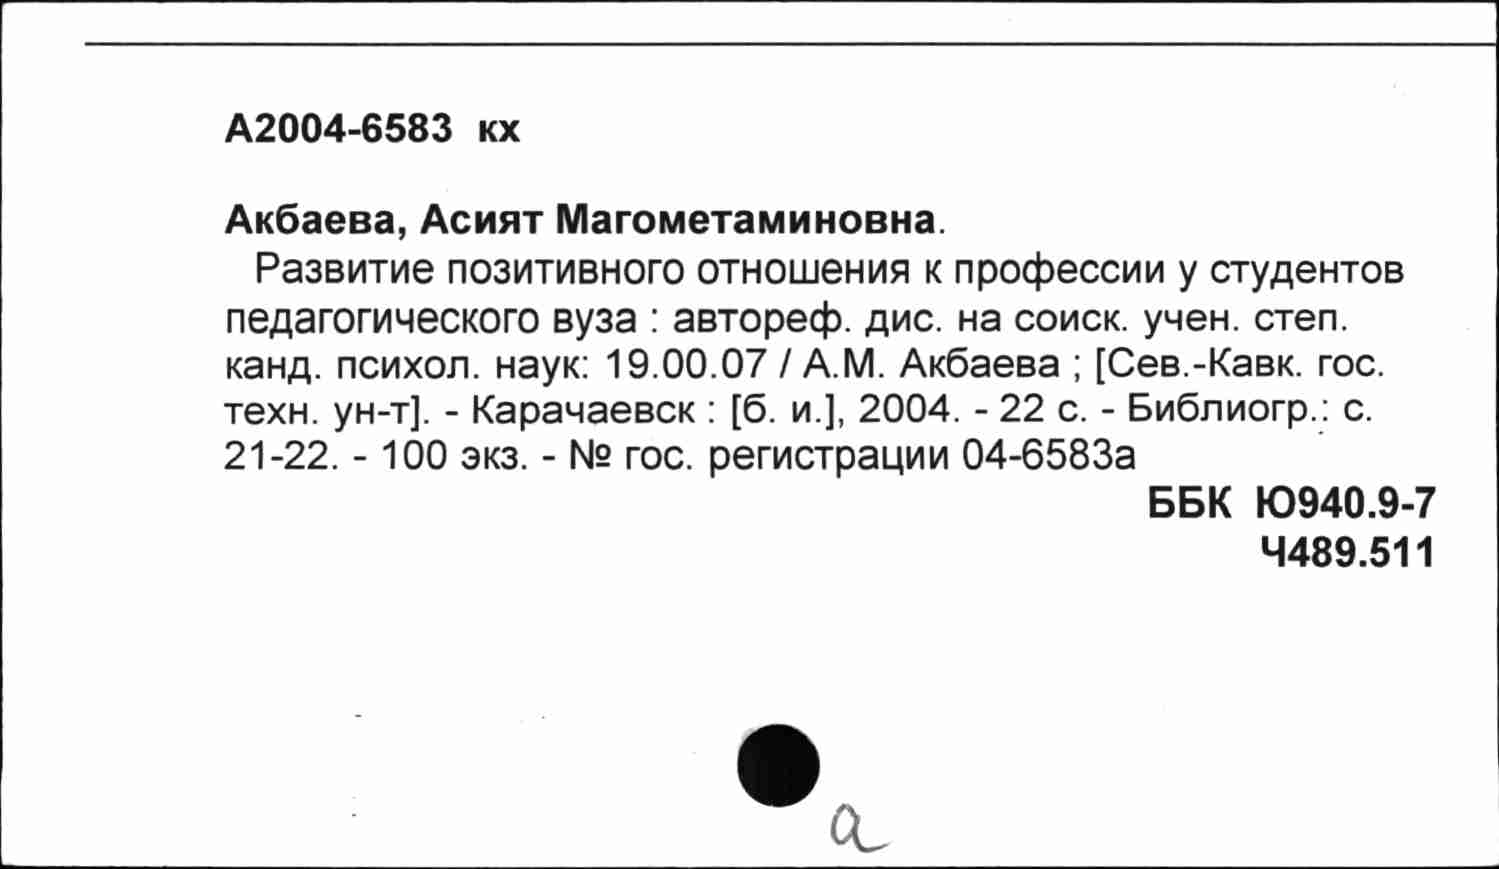 А2004-6583 кх
Акбаева, Асият Магометаминовна.
Развитие позитивного отношения к профессии у студентов
педагогического вуза : автореф. дис. на соиск. учен. степ.
канд. психол. наук: 19.00.07 / А.М. Акбаева ; [Сев.-Кавк. гос.
техн. ун-т]. - Карачаевск : [б. и.], 2004. - 22 с. - Библиогр.: с.
21-22. - 100 экз. - № гос. регистрации 04-6583а
ББК Ю940.9-7
Ч489.511
а